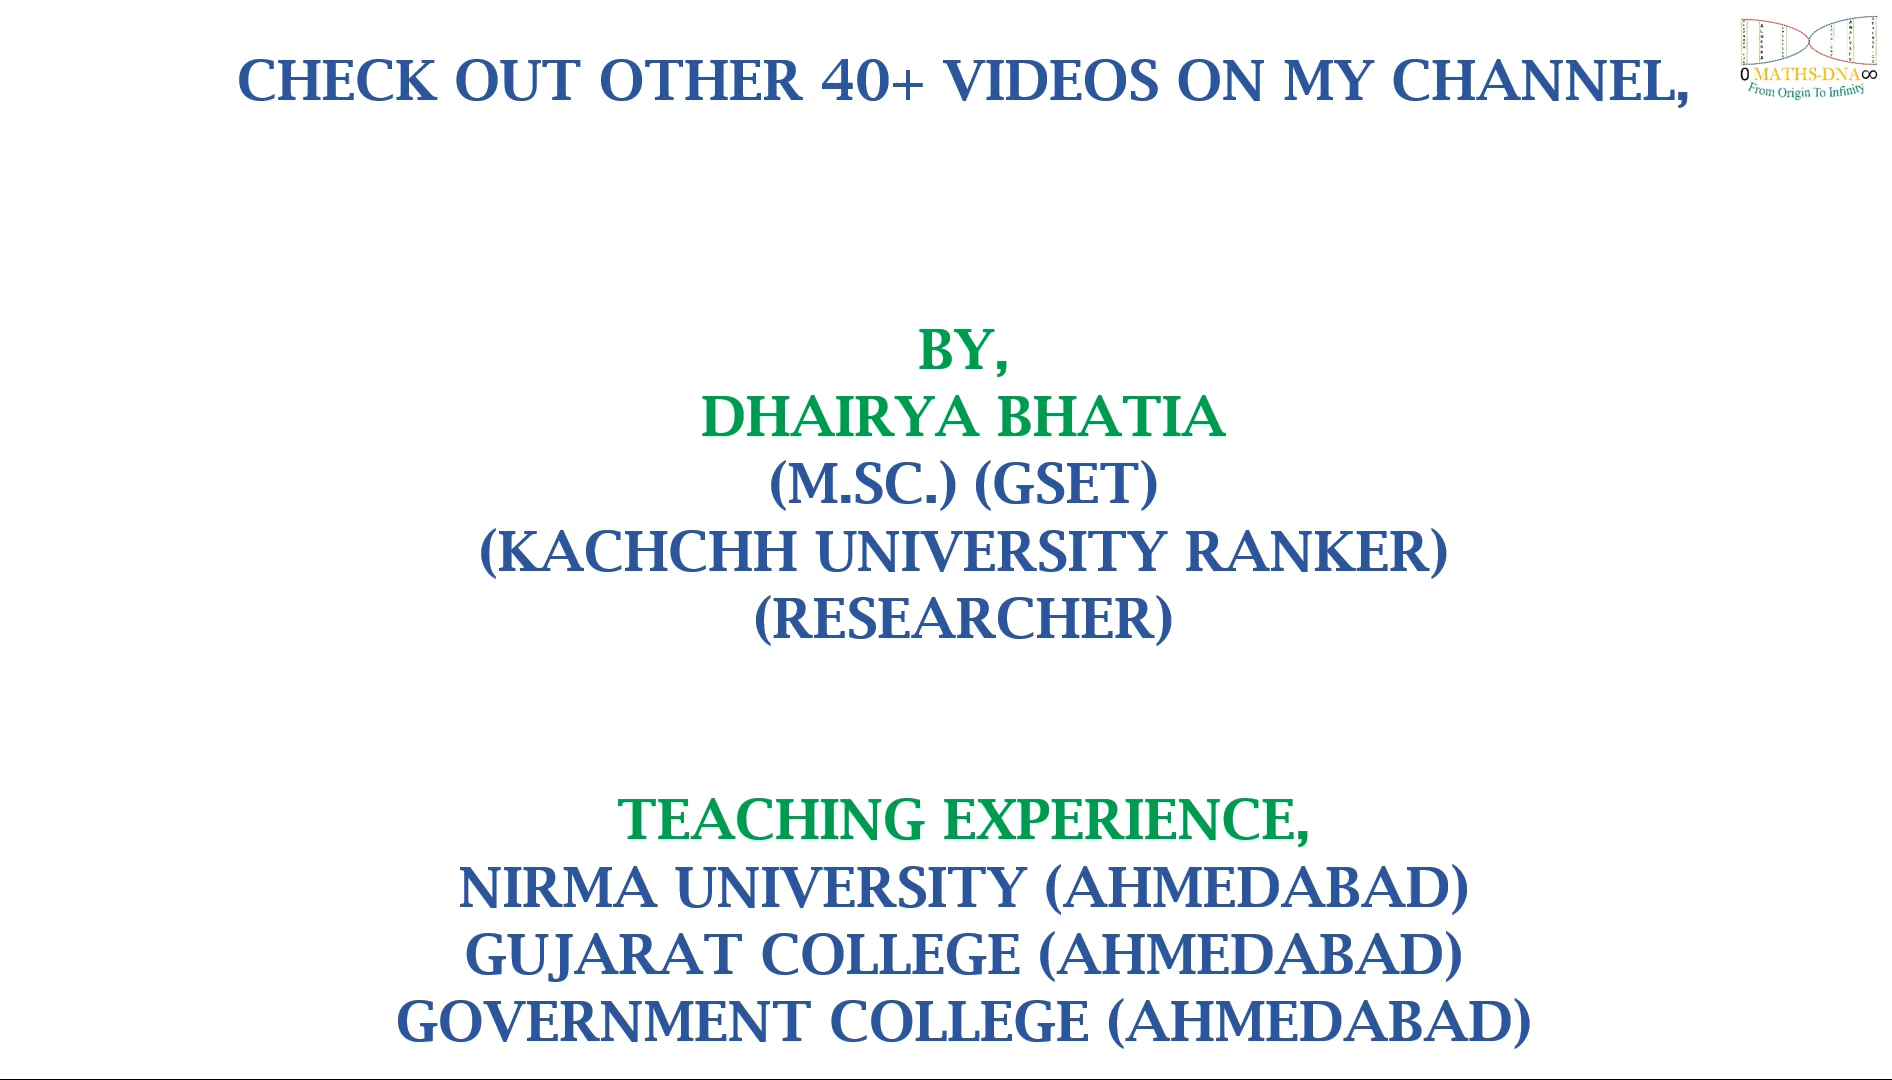 CHECK OUT OTHER 40+ VIDEOS ON MY CHANNEL,
0 MATHS-DNA∞
From Origin To Infinity
BY,
DHAIRYA BHATIA
(M.SC.) (GSET)
(KACHCHH UNIVERSITY RANKER)
(RESEARCHER)
TEACHING EXPERIENCE,
NIRMA UNIVERSITY (AHMEDABAD)
GUJARAT COLLEGE (AHMEDABAD)
GOVERNMENT COLLEGE (AHMEDABAD)